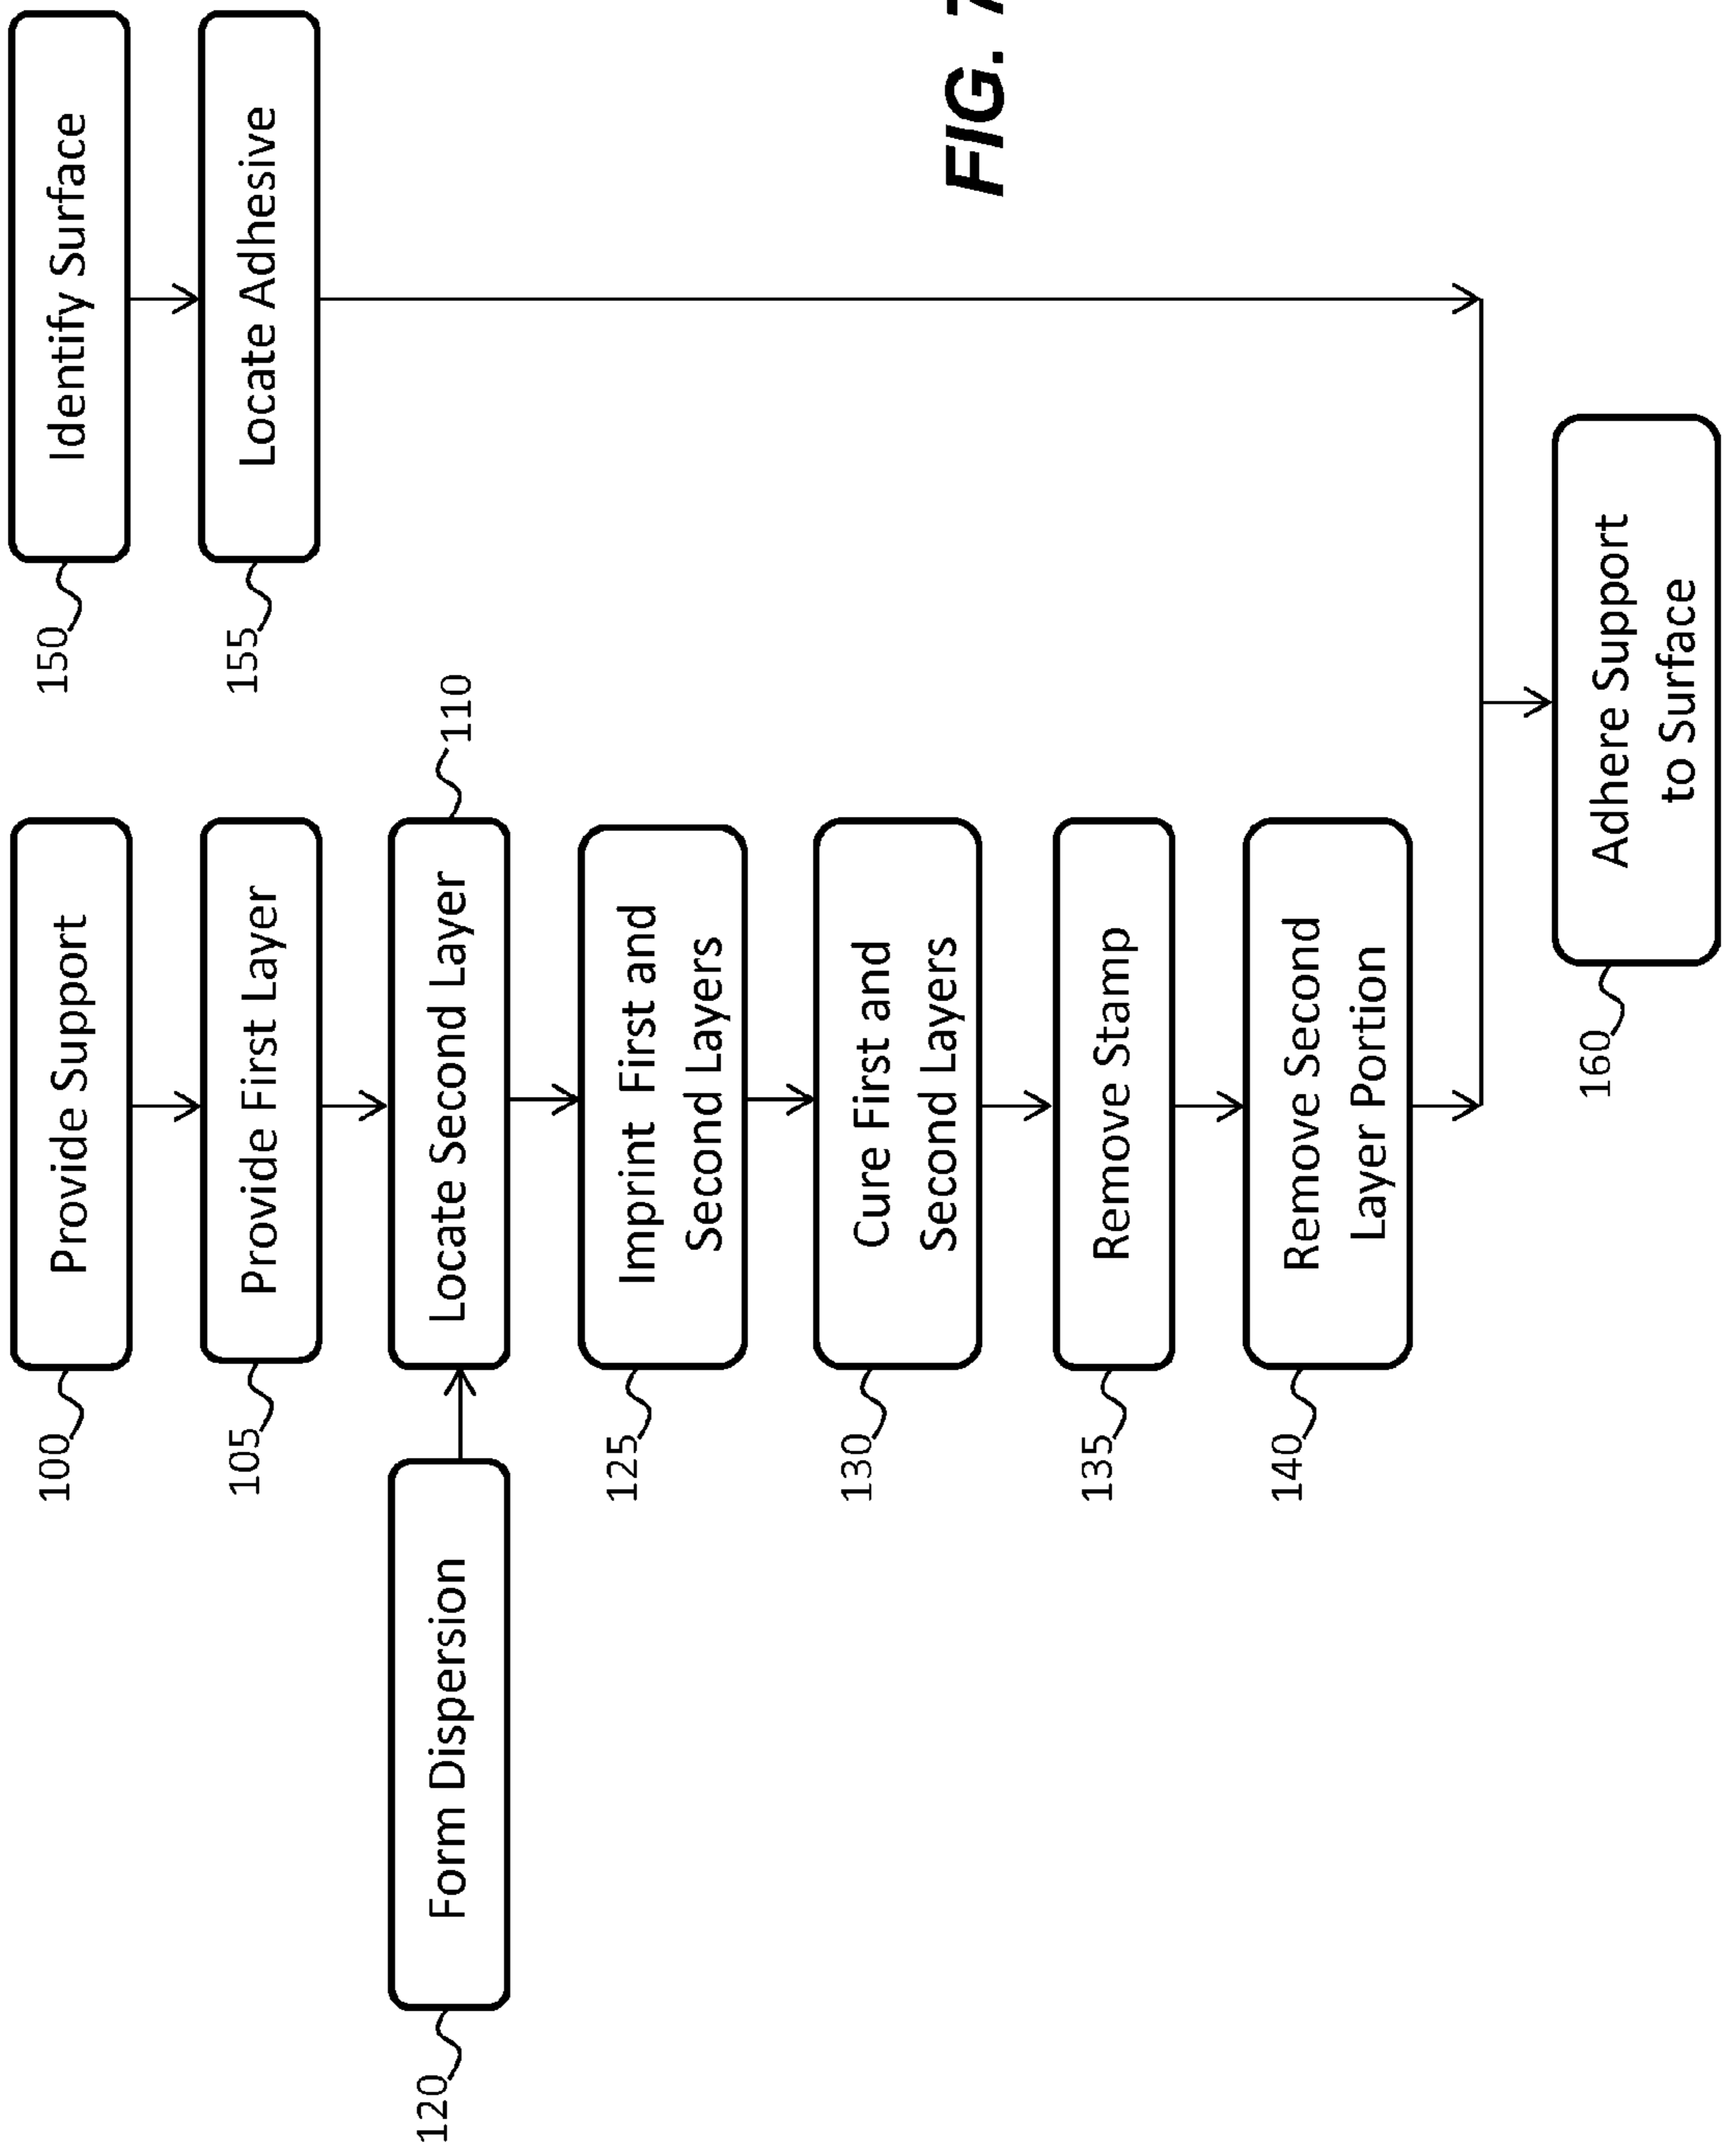 100
Provide Support
150
Identify Surface
105
Provide First Layer
155
Locate Adhesive
120
Form Dispersion
Locate Second Layer
110
125
Imprint First and
Second Layers
130
Cure First and
Second Layers
FIG. 7
135
Remove Stamp
140
Remove Second
Layer Portion
160
Adhere Support
to Surface